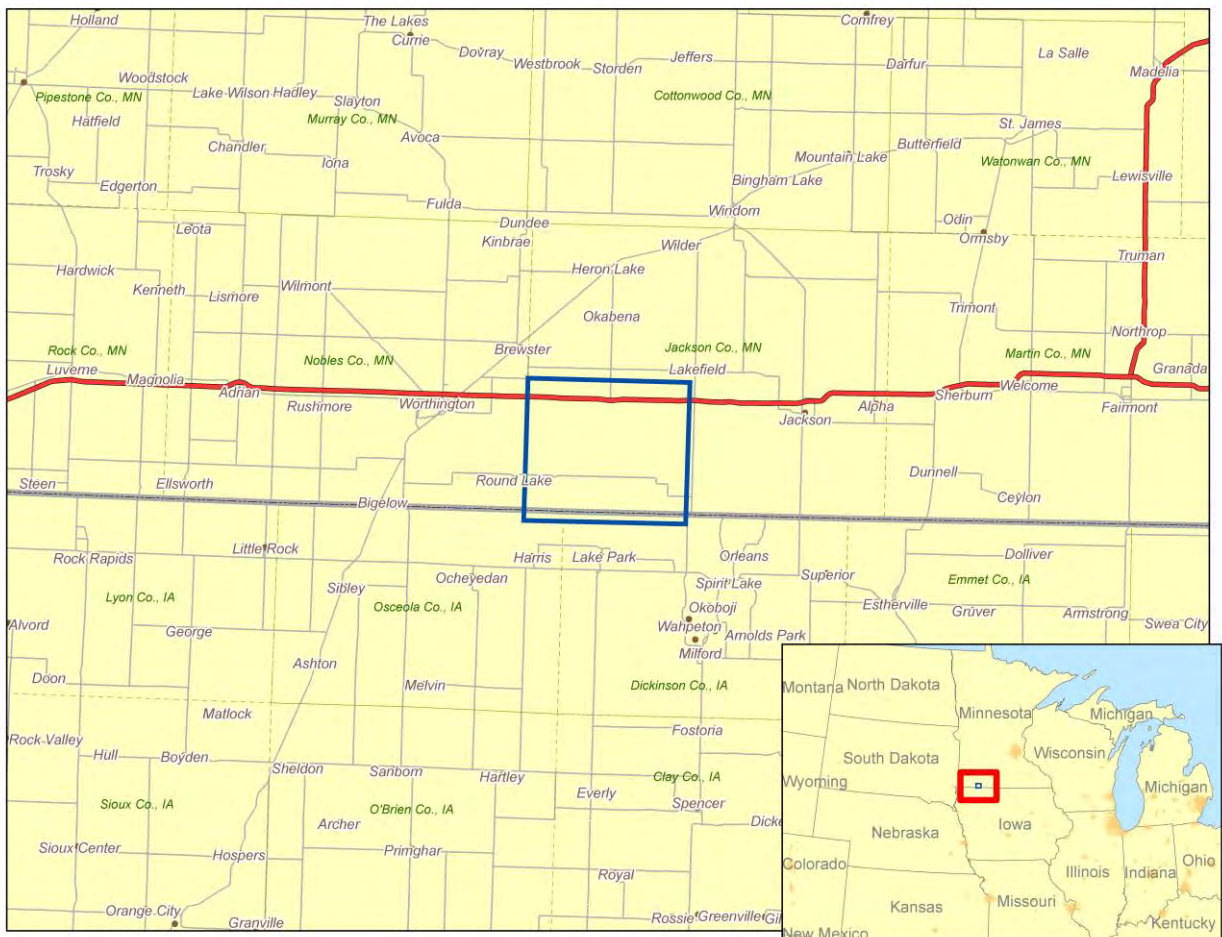 Holland
The Lakes
Comfrey
Currie
Dovray
Westbrook
Storden
Jeffers
Darfur
La Salle
Madelia
Woodstock
Pipestone Co., MN
Lake Wilson
Hadley
Slayton
Murray Co., MN
Cottonwood Co., MN
Hatfield
Avoca
St. James
Chandler
Iona
Butterfield
Mountain Lake
Watonwan Co., MN
Trosky
Edgerton
Bingham Lake
Lewisville
Fulda
Windom
Leota
Dundee
Kinbrae
Wilder
Odin
Ormsby
Hardwick
Kenneth
Lismore
Wilmont
Heron Lake
Truman
Okabena
Trimont
Northrop
Rock Co., MN
Nobles Co., MN
Brewster
Jackson Co., MN
Martin Co., MN
Luverne
Magnolia
Adrian
Lakefield
Granada
Rushmore
Worthington
Jackson
Alpha
Sherburn
Welcome
Fairmont
Steen
Ellsworth
Round Lake
Dunnell
Ceylon
Bigelow
Rock Rapids
Little Rock
Harris
Lake Park
Orleans
Dolliver
Lyon Co., IA
Sibley
Ocheyedan
Osceola Co., IA
Spirit Lake
Superior
Emmet Co., IA
Okoboji
Estherville
Gruver
Armstrong
Swea City
Alvord
George
Wahpeton
Arnolds Park
Milford
Ashton
Doon
Melvin
Dickinson Co., IA
Matlock
Rock Valley
Hull
Boyden
Fostoria
Sheldon
Sanborn
Hartley
Clay Co., IA
Sioux Co., IA
O'Brien Co., IA
Everly
Spencer
Archer
Dicke
Sioux Center
Hospers
Primghar
Royal
Orange City
Granville
Rossie
Greenville
Gil
Montana
North Dakota
Minnesota
Michigan
South Dakota
Wisconsin
Wyoming
Michigan
Nebraska
Iowa
Colorado
Illinois
Indiana
Ohio
Kansas
Missouri
Kentucky
New Mexico